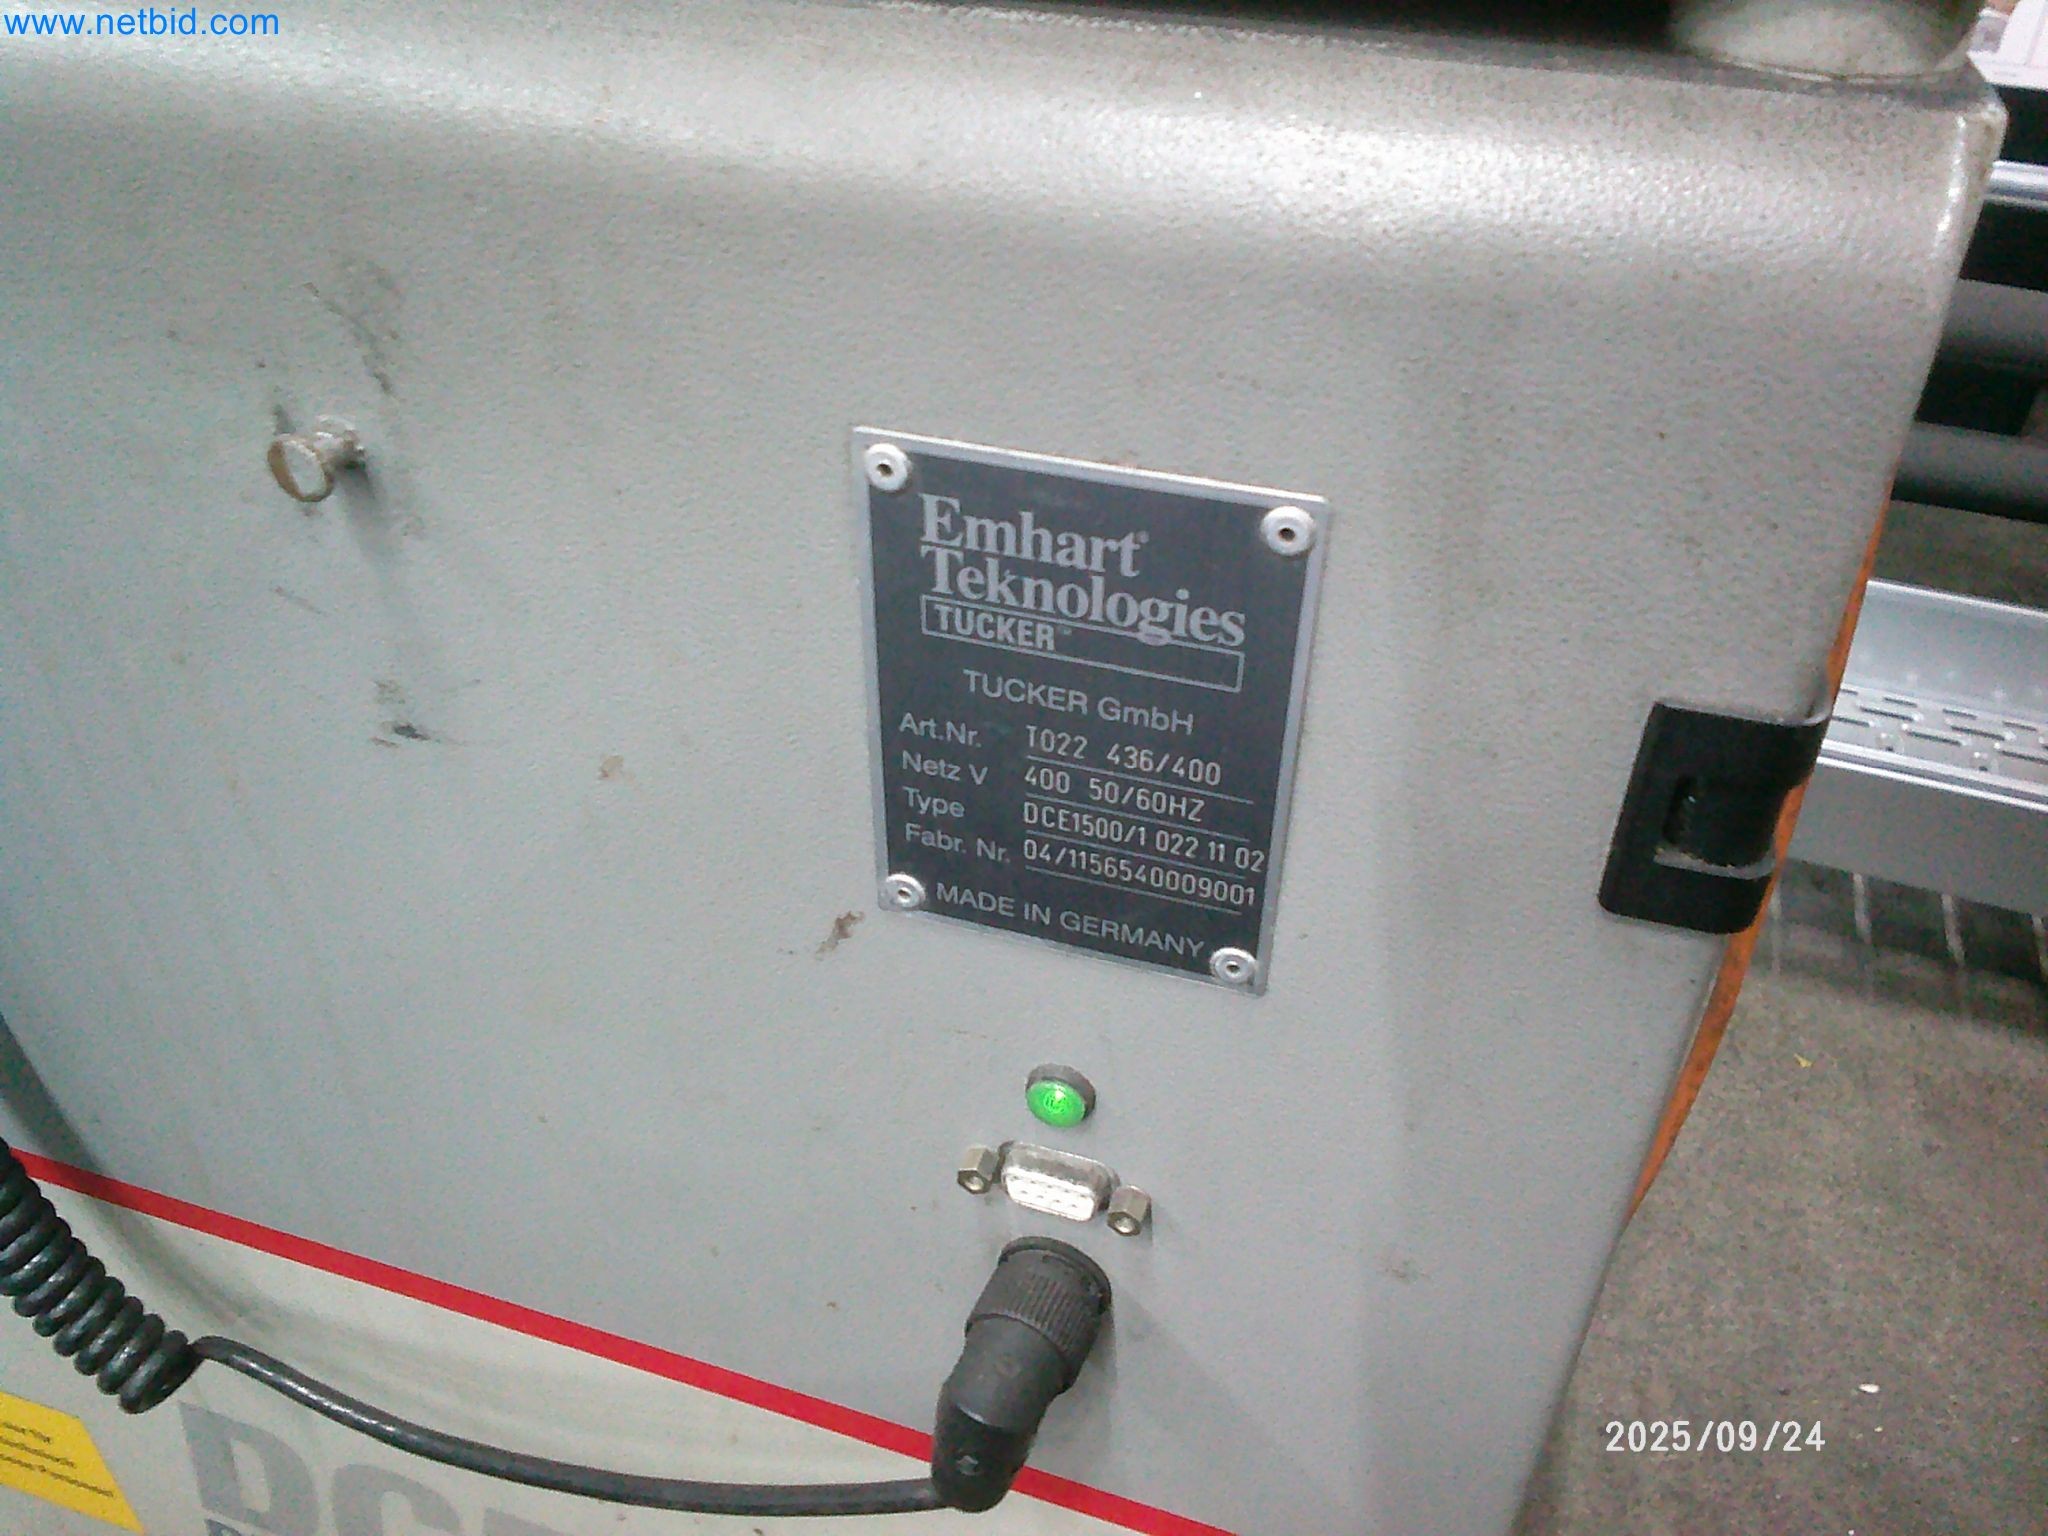 www.netbid.com
Emhart®
Teknologies
TUCKER™
TUCKER GmbH
Art.Nr. T022 436/400
Netz V 400 50/60HZ
Type DCE1500/1 022 11 02
Fabr. Nr. 04/1156540009001
MADE IN GERMANY
2025/09/24